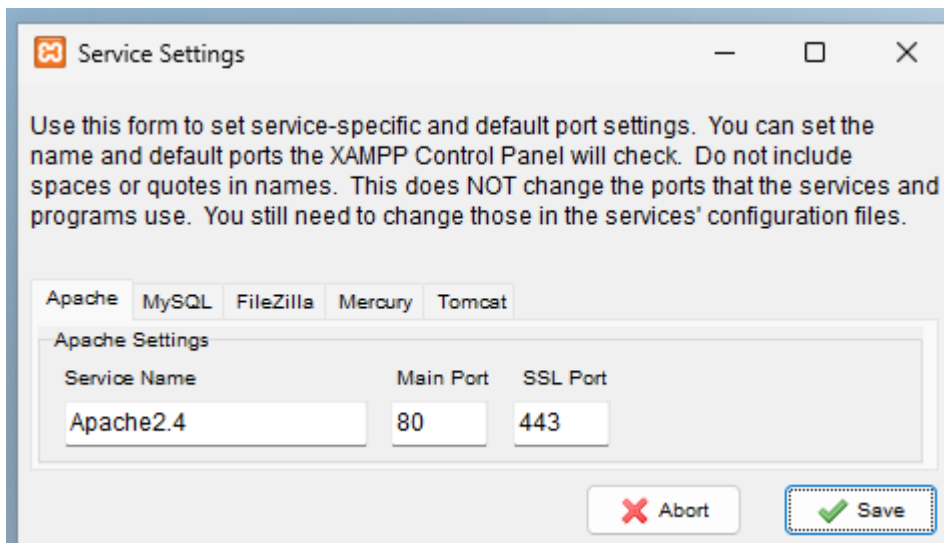 Service Settings
Use this form to set service-specific and default port settings. You can set the
name and default ports the XAMPP Control Panel will check. Do not include
spaces or quotes in names. This does NOT change the ports that the services and
programs use. You still need to change those in the services' configuration files.
Apache MySQL FileZilla Mercury Tomcat
Apache Settings
Service Name Main Port SSL Port
Apache2.4 80 443
Abort Save